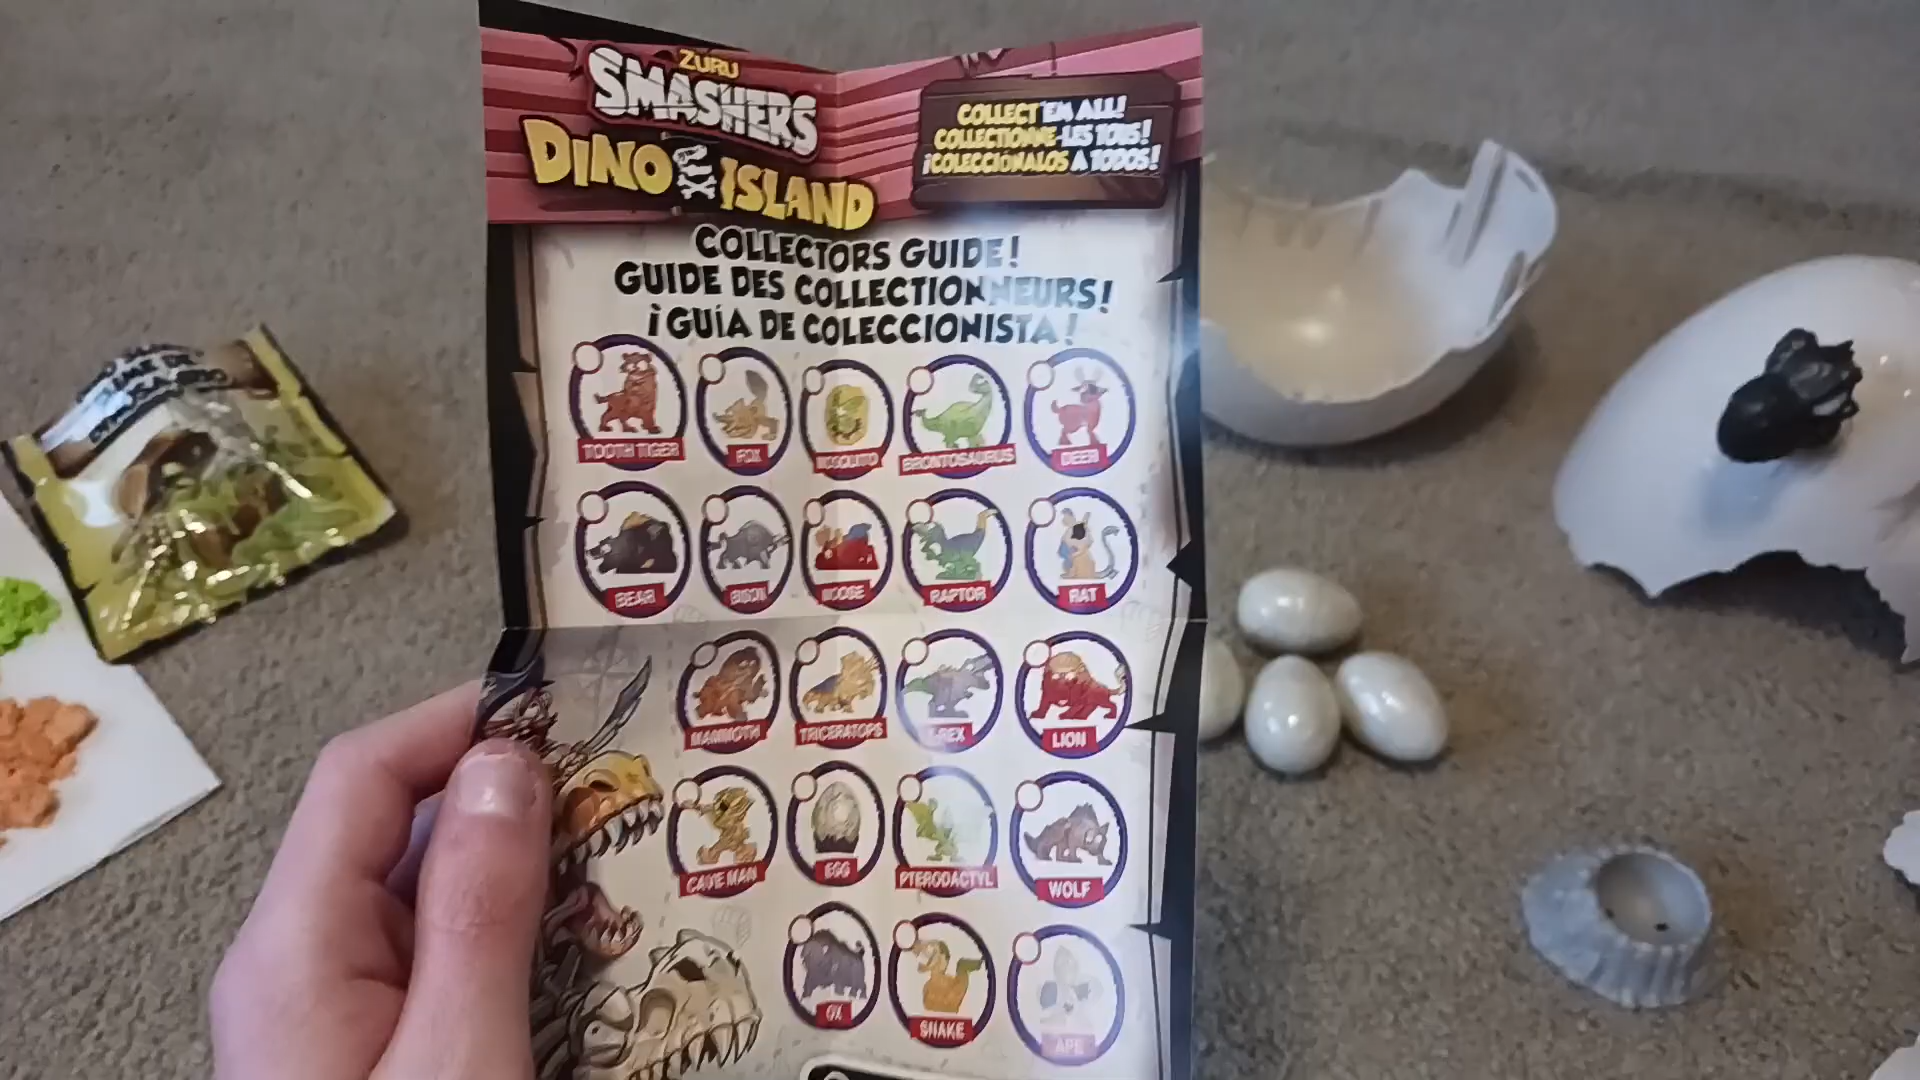 ZURU
SMASHERS
DINO ISLAND
COLLECT 'EM ALL!
COLLECTIONNE-LES TOUS!
¡COLECCIÓNALOS A TODOS!
COLLECTORS GUIDE!
GUIDE DES COLLECTIONNEURS!
¡GUÍA DE COLECCIONISTA!
TOOTH TIGER
FOX
MOSQUITO
BRONTOSAURUS
DEER
BEAR
BISON
MOOSE
RAPTOR
RAT
MAMMOTH
TRICERATOPS
T-REX
LION
CAVE MAN
EGG
PTERODACTYL
WOLF
OX
SNAKE
APE